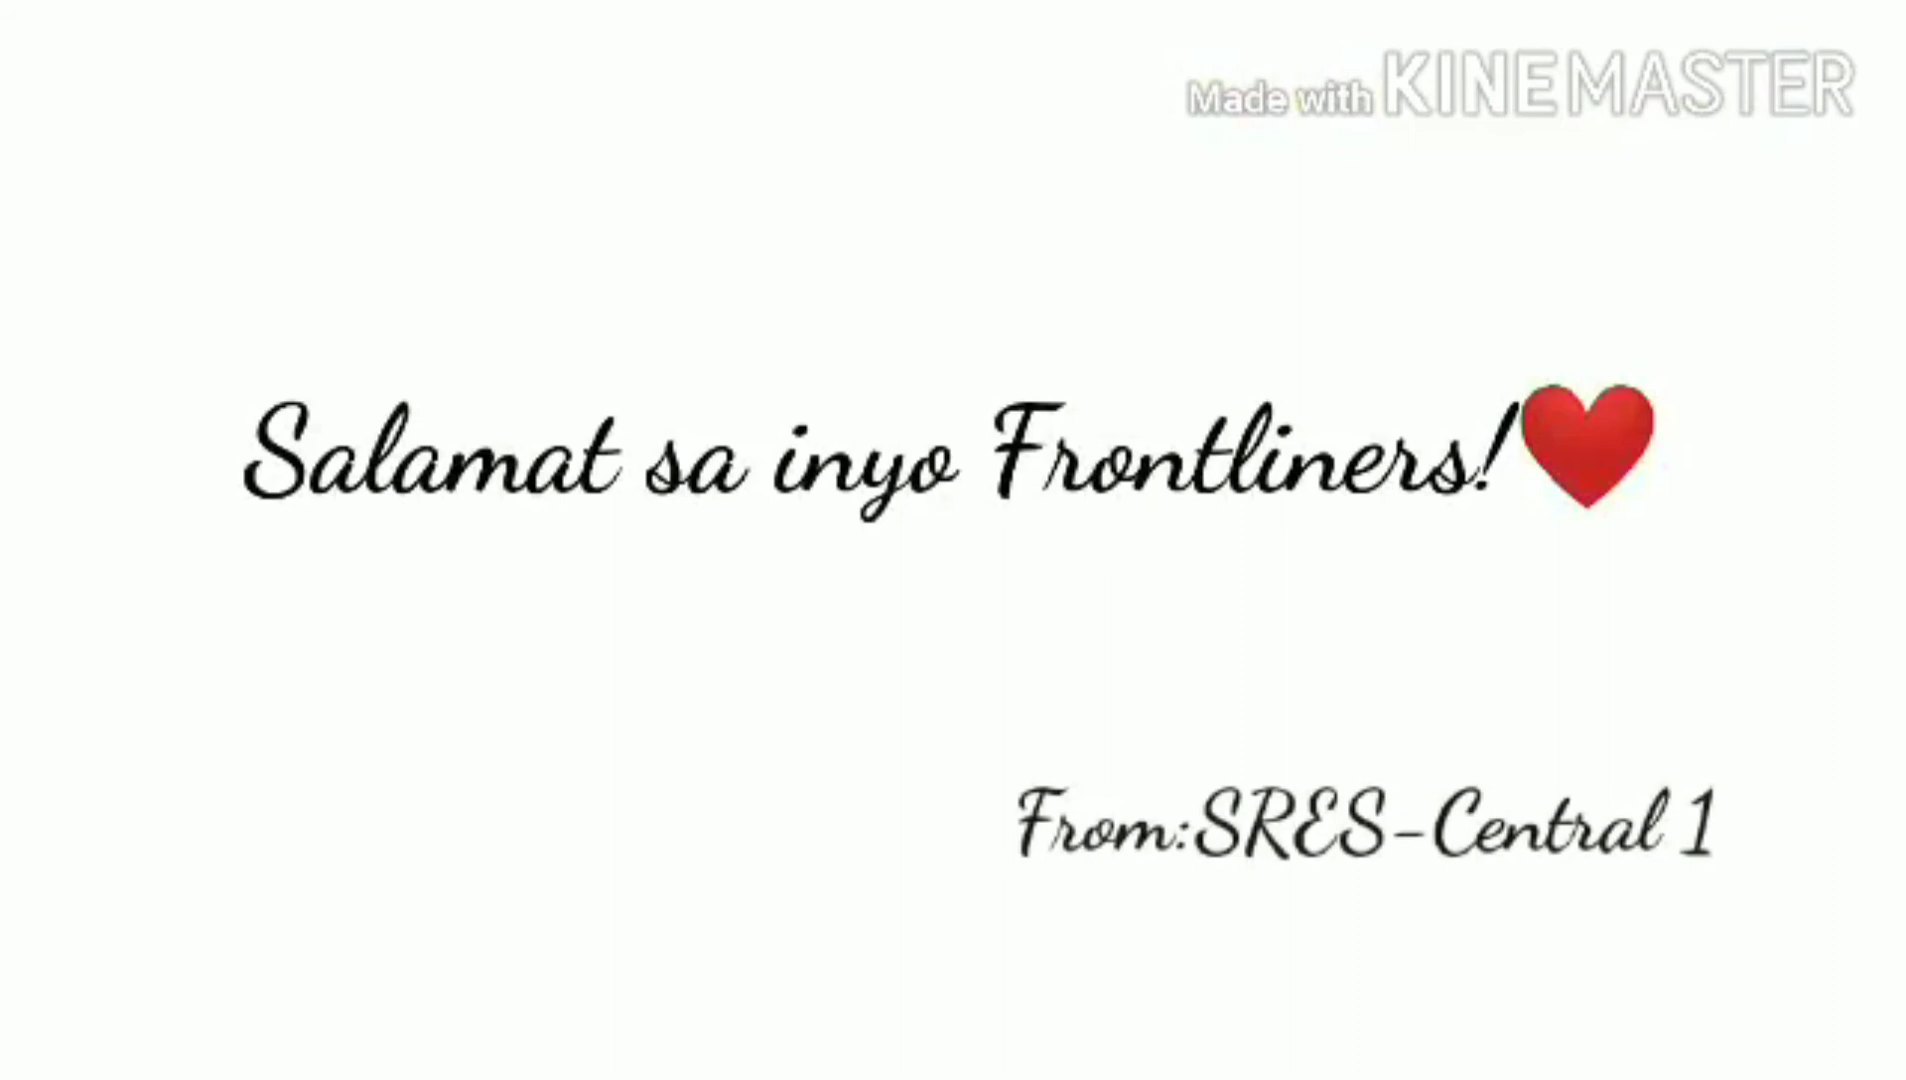 Made with KINEMASTER
Salamat sa inyo Frontliners!❤️
From:SRES-Central 1